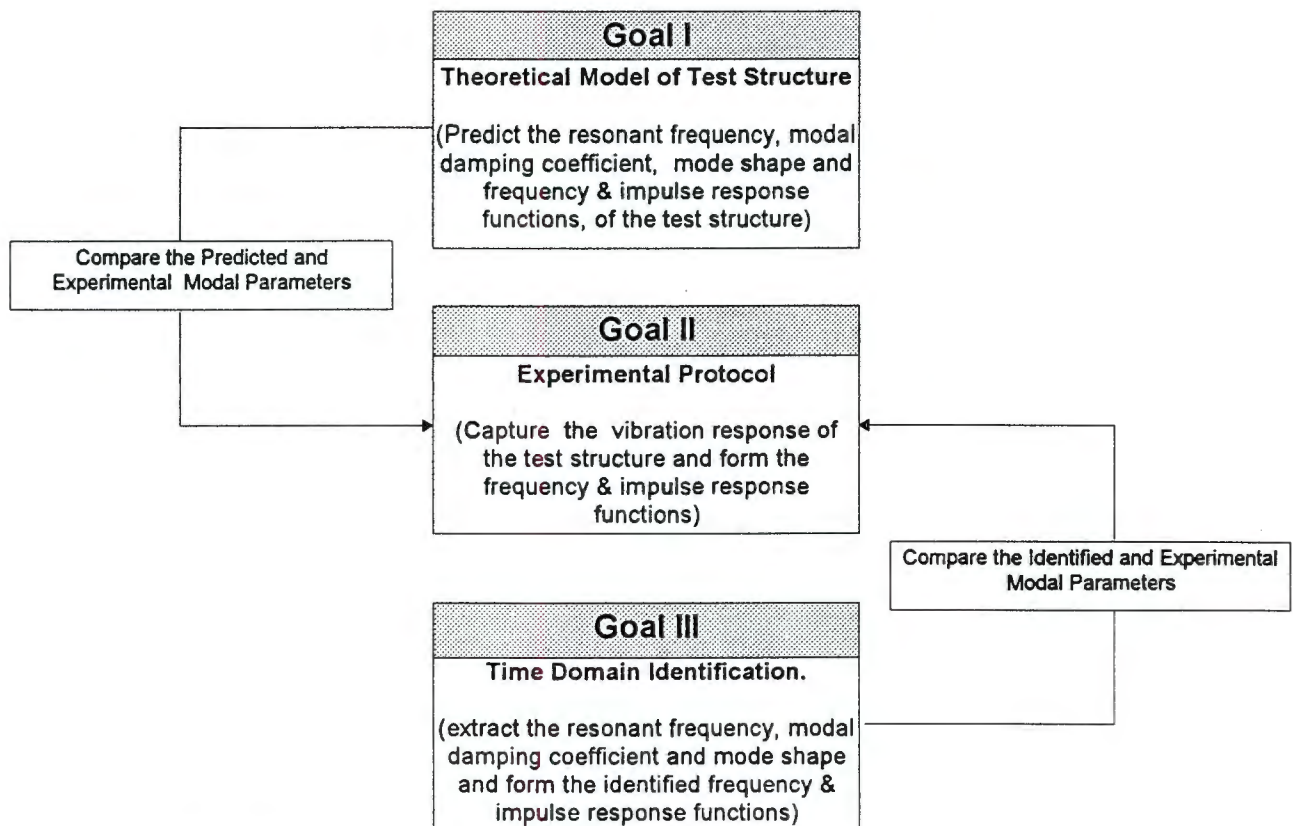 Goal I
Theoretical Model of Test Structure
(Predict the resonant frequency, modal
damping coefficient, mode shape and
frequency & impulse response
functions, of the test structure)
Compare the Predicted and
Experimental Modal Parameters
Goal II
Experimental Protocol
(Capture the vibration response of
the test structure and form the
frequency & impulse response
functions)
Compare the Identified and Experimental
Modal Parameters
Goal III
Time Domain Identification.
(extract the resonant frequency, modal
damping coefficient and mode shape
and form the identified frequency &
impulse response functions)